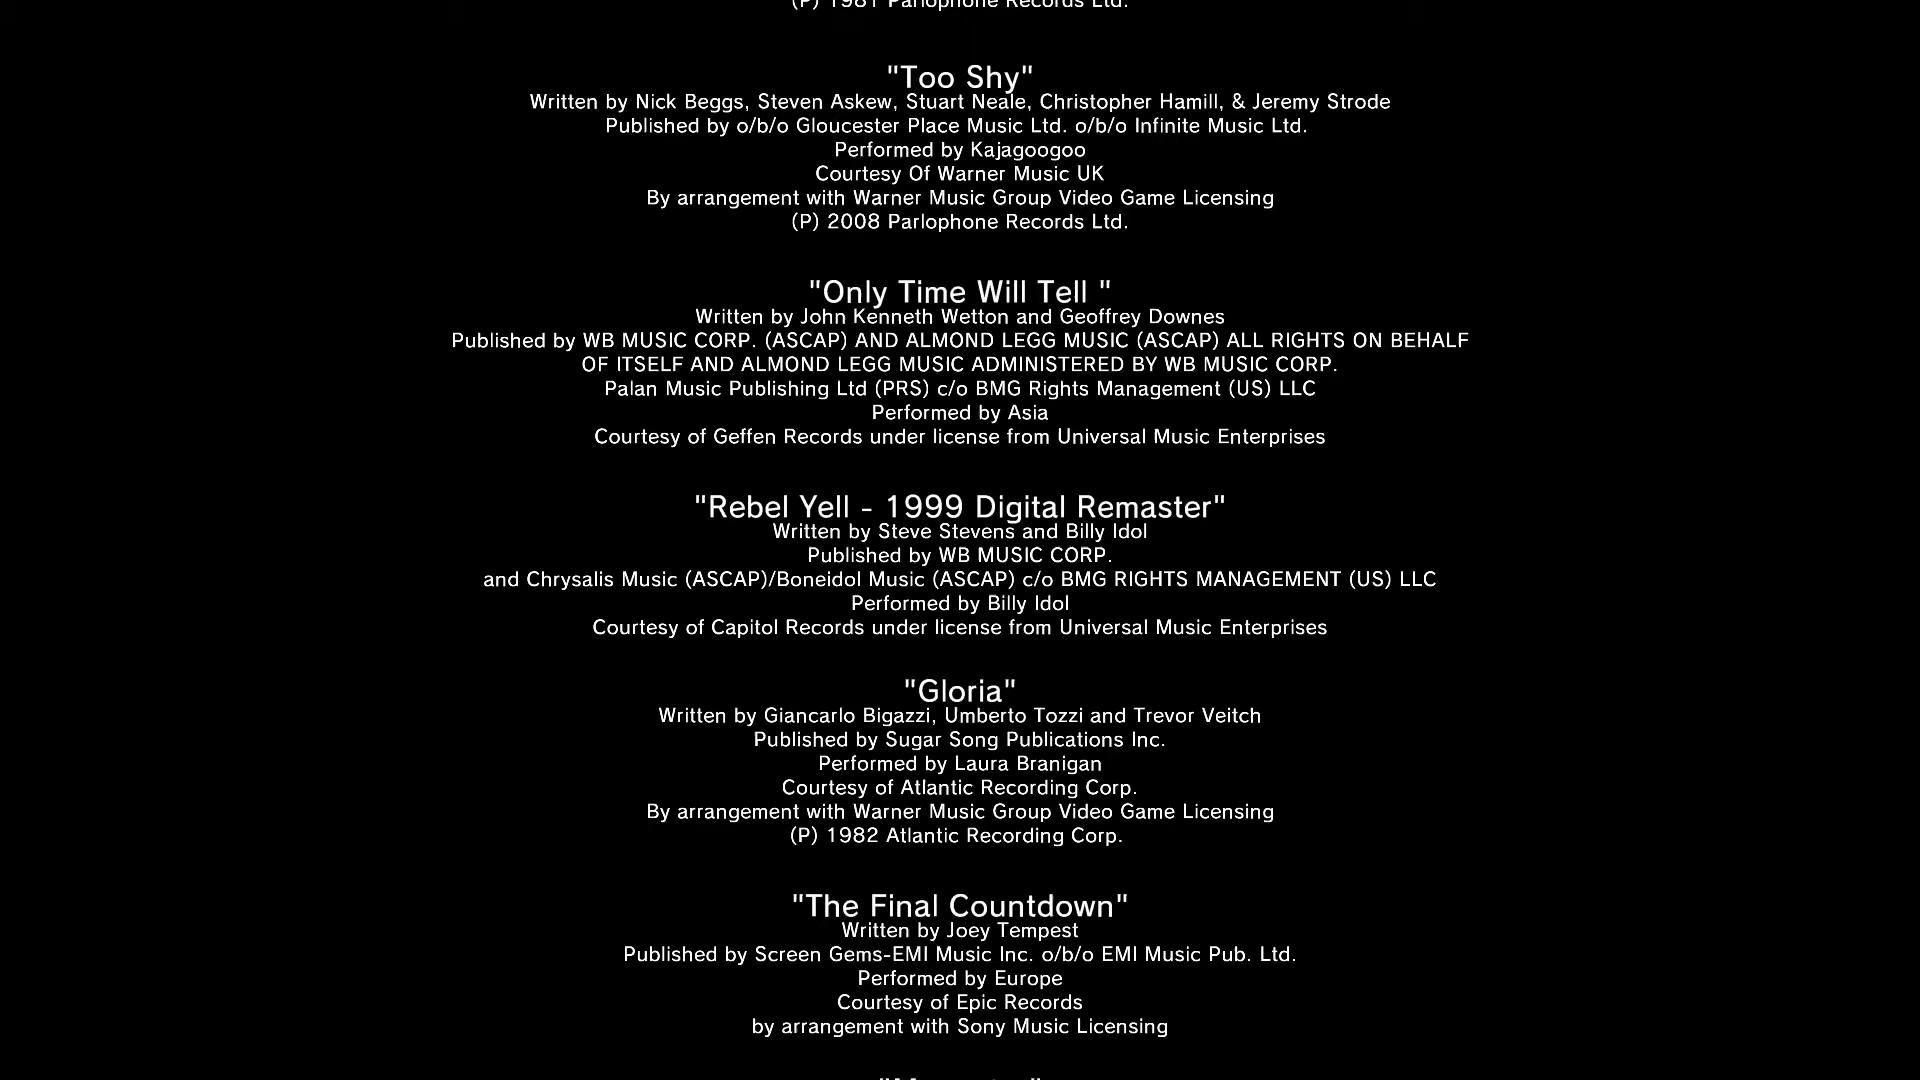 (P) 1981 Parlophone Records Ltd.
"Too Shy"
Written by Nick Beggs, Steven Askew, Stuart Neale, Christopher Hamill, & Jeremy Strode
Published by o/b/o Gloucester Place Music Ltd. o/b/o Infinite Music Ltd.
Performed by Kajagoogoo
Courtesy Of Warner Music UK
By arrangement with Warner Music Group Video Game Licensing
(P) 2008 Parlophone Records Ltd.
"Only Time Will Tell "
Written by John Kenneth Wetton and Geoffrey Downes
Published by WB MUSIC CORP. (ASCAP) AND ALMOND LEGG MUSIC (ASCAP) ALL RIGHTS ON BEHALF
OF ITSELF AND ALMOND LEGG MUSIC ADMINISTERED BY WB MUSIC CORP.
Palan Music Publishing Ltd (PRS) c/o BMG Rights Management (US) LLC
Performed by Asia
Courtesy of Geffen Records under license from Universal Music Enterprises
"Rebel Yell - 1999 Digital Remaster"
Written by Steve Stevens and Billy Idol
Published by WB MUSIC CORP.
and Chrysalis Music (ASCAP)/Boneidol Music (ASCAP) c/o BMG RIGHTS MANAGEMENT (US) LLC
Performed by Billy Idol
Courtesy of Capitol Records under license from Universal Music Enterprises
"Gloria"
Written by Giancarlo Bigazzi, Umberto Tozzi and Trevor Veitch
Published by Sugar Song Publications Inc.
Performed by Laura Branigan
Courtesy of Atlantic Recording Corp.
By arrangement with Warner Music Group Video Game Licensing
(P) 1982 Atlantic Recording Corp.
"The Final Countdown"
Written by Joey Tempest
Published by Screen Gems-EMI Music Inc. o/b/o EMI Music Pub. Ltd.
Performed by Europe
Courtesy of Epic Records
by arrangement with Sony Music Licensing